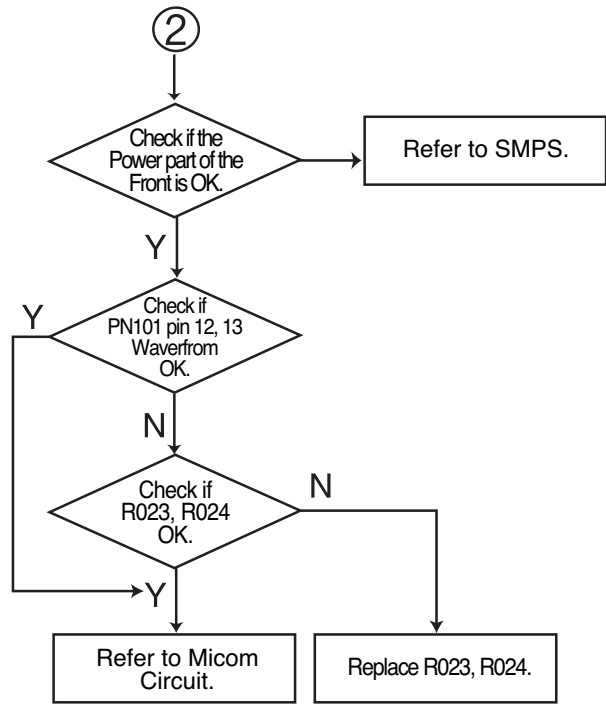 2
Check if the
Power part of the
Front is OK.
Refer to SMPS.
Y
Check if
PN101 pin 12, 13
Waverfrom
OK.
Y
N
Check if
R023, R024
OK.
N
Y
Refer to Micom
Circuit.
Replace R023, R024.